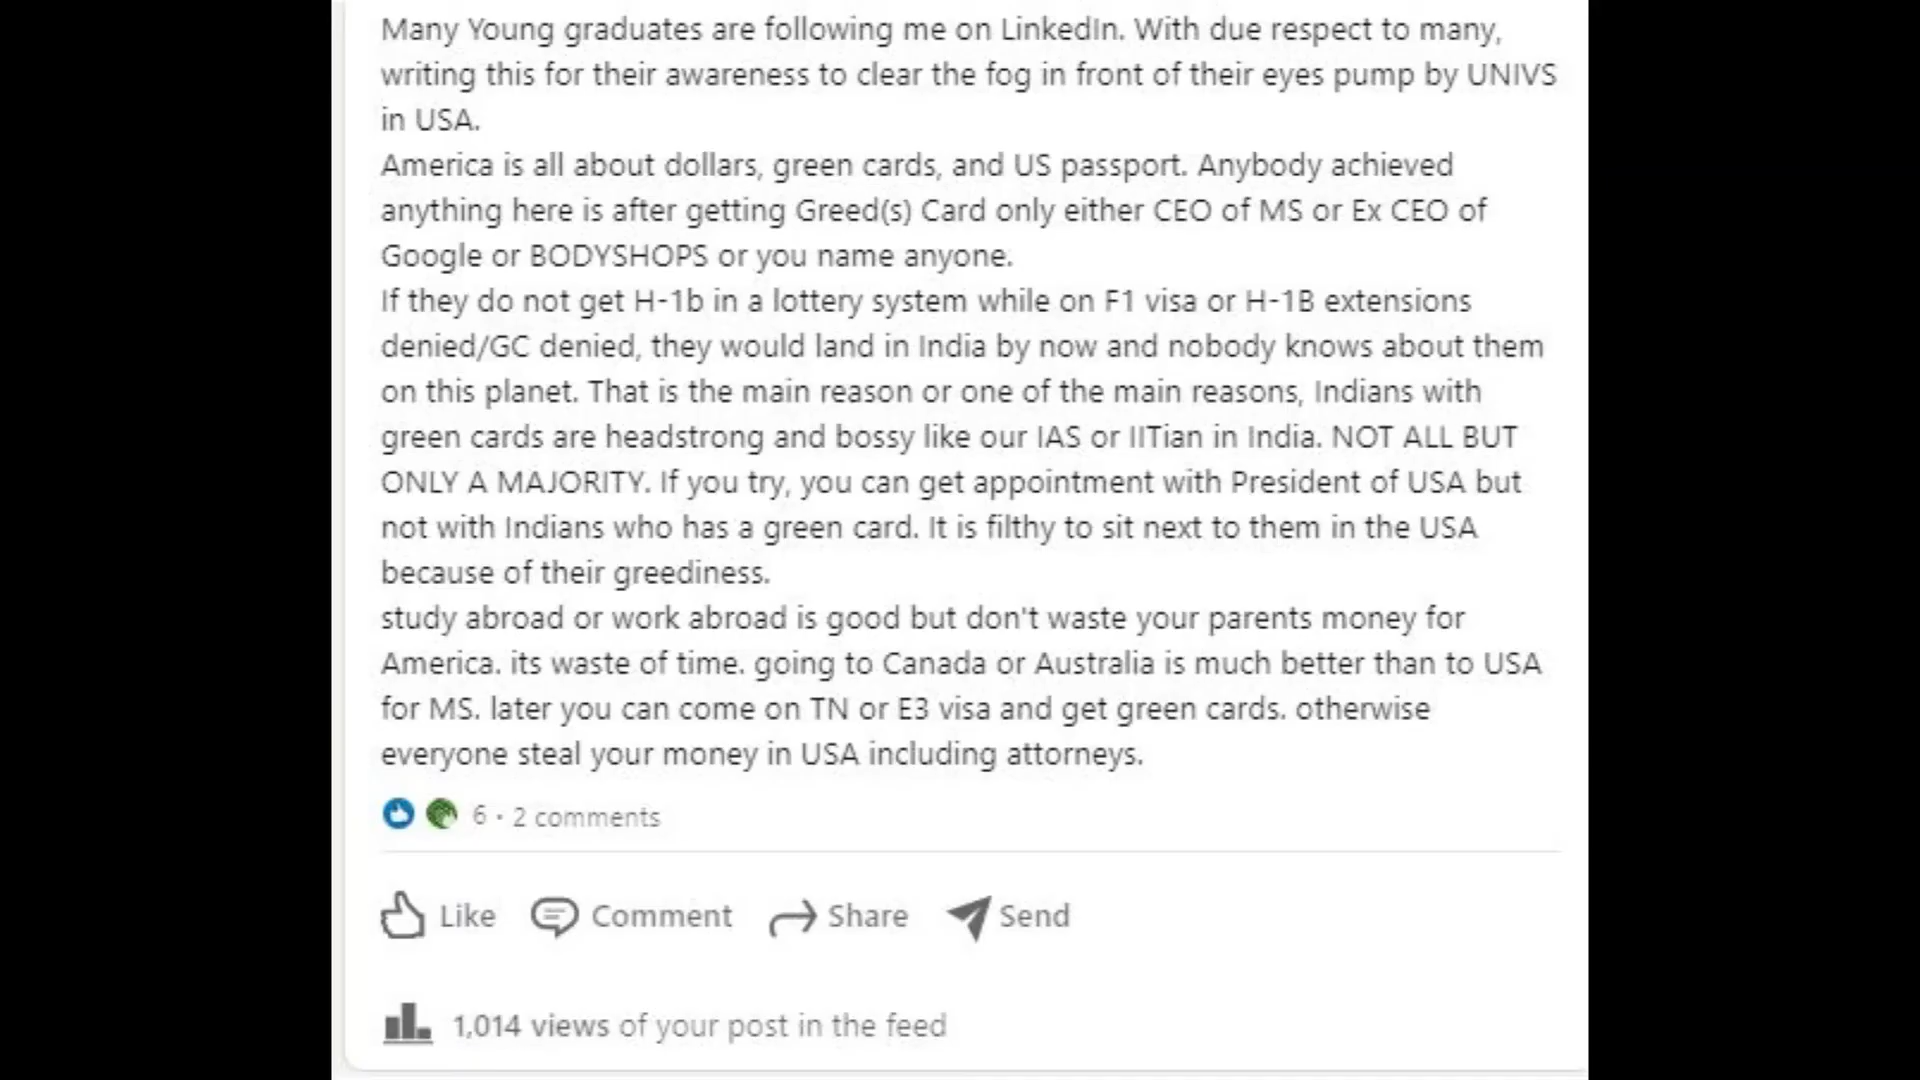 Many Young graduates are following me on LinkedIn. With due respect to many,
writing this for their awareness to clear the fog in front of their eyes pump by UNIVS
in USA.
America is all about dollars, green cards, and US passport. Anybody achieved
anything here is after getting Greed(s) Card only either CEO of MS or Ex CEO of
Google or BODYSHOPS or you name anyone.
If they do not get H-1b in a lottery system while on F1 visa or H-1B extensions
denied/GC denied, they would land in India by now and nobody knows about them
on this planet. That is the main reason or one of the main reasons, Indians with
green cards are headstrong and bossy like our IAS or IITian in India. NOT ALL BUT
ONLY A MAJORITY. If you try, you can get appointment with President of USA but
not with Indians who has a green card. It is filthy to sit next to them in the USA
because of their greediness.
study abroad or work abroad is good but don't waste your parents money for
America. its waste of time. going to Canada or Australia is much better than to USA
for MS. later you can come on TN or E3 visa and get green cards. otherwise
everyone steal your money in USA including attorneys.
6 · 2 comments
Like Comment Share Send
1,014 views of your post in the feed